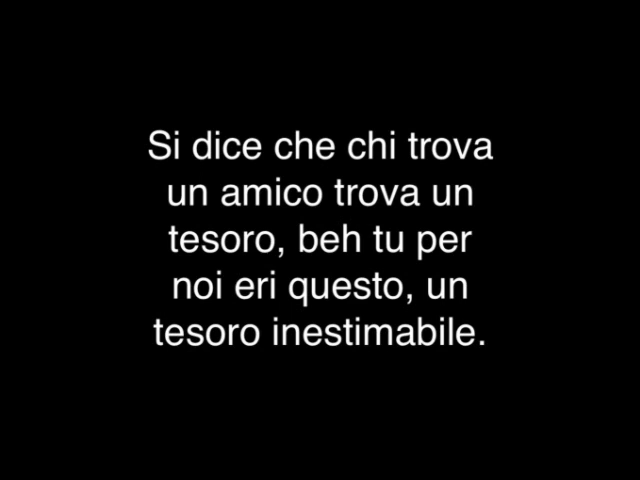 Si dice che chi trova
un amico trova un
tesoro, beh tu per
noi eri questo, un
tesoro inestimabile.